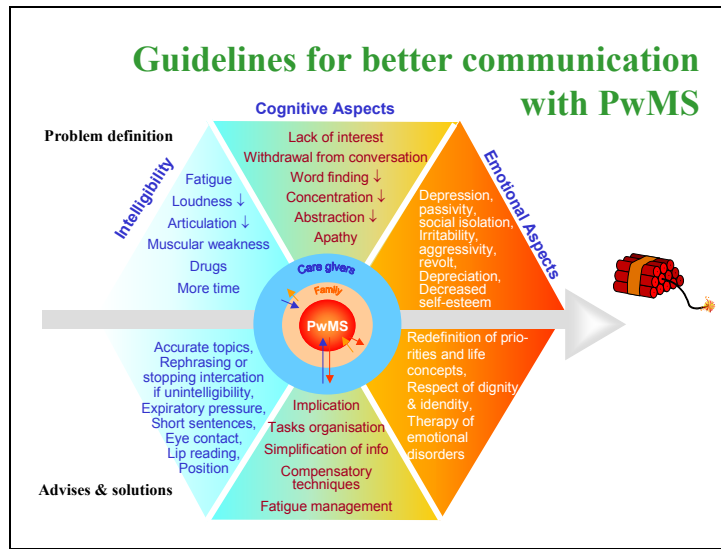 Guidelines for better communication
with PwMS
Cognitive Aspects
Problem definition
Intelligibility
Fatigue
Loudness ↓
Articulation ↓
Muscular weakness
Drugs
More time
Lack of interest
Withdrawal from conversation
Word finding ↓
Concentration ↓
Abstraction ↓
Apathy
Emotional Aspects
Depression,
passivity,
social isolation,
Irritability,
aggressivity,
revolt,
Depreciation,
Decreased
self-esteem
Care givers
Family
PwMS
Accurate topics,
Rephrasing or
stopping intercation
if unintelligibility,
Expiratory pressure,
Short sentences,
Eye contact,
Lip reading,
Position
Implication
Tasks organisation
Simplification of info
Compensatory
techniques
Fatigue management
Redefinition of prio-
rities and life
concepts,
Respect of dignity
& idendity,
Therapy of
emotional
disorders
Advises & solutions